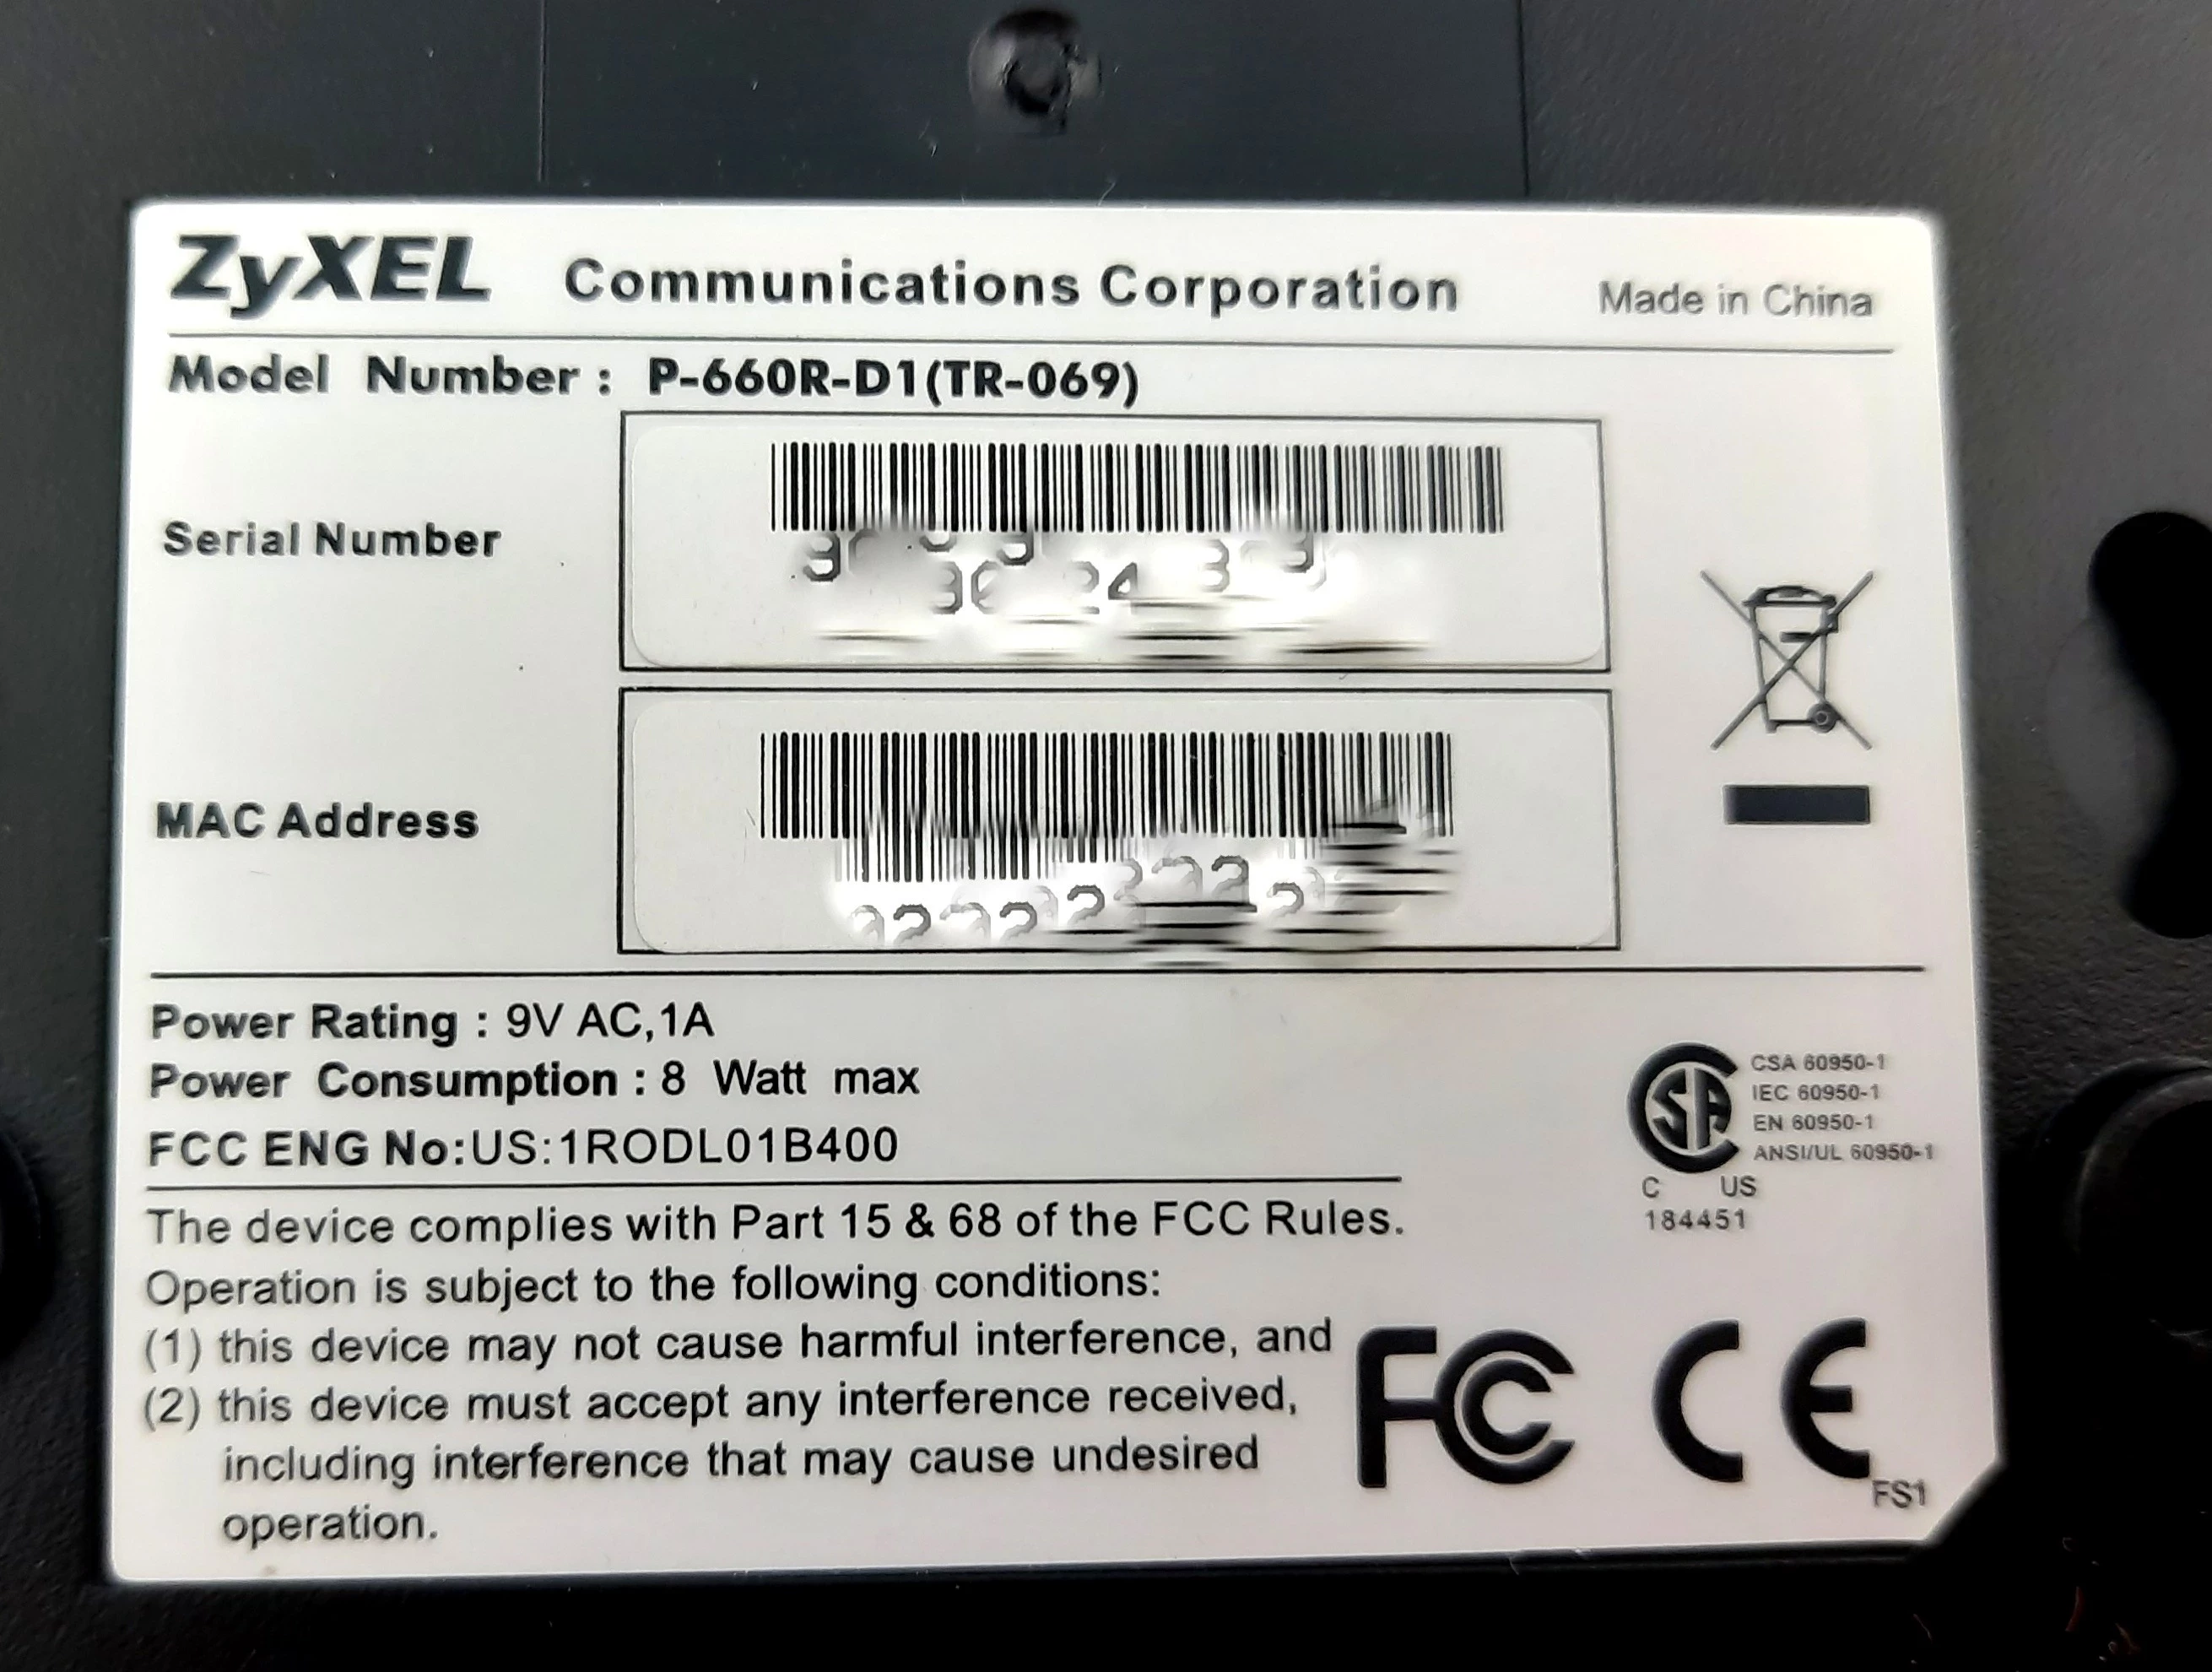 ZyXEL Communications Corporation Made in China
Model Number : P-660R-D1(TR-069)
Serial Number
MAC Address
Power Rating : 9V AC,1A
Power Consumption : 8 Watt max
FCC ENG No:US:1RODL01B400
CSA 60950-1
IEC 60950-1
EN 60950-1
ANSI/UL 60950-1
C US
184451
The device complies with Part 15 & 68 of the FCC Rules.
Operation is subject to the following conditions:
(1) this device may not cause harmful interference, and
(2) this device must accept any interference received,
including interference that may cause undesired
operation.
FC CE
FS1